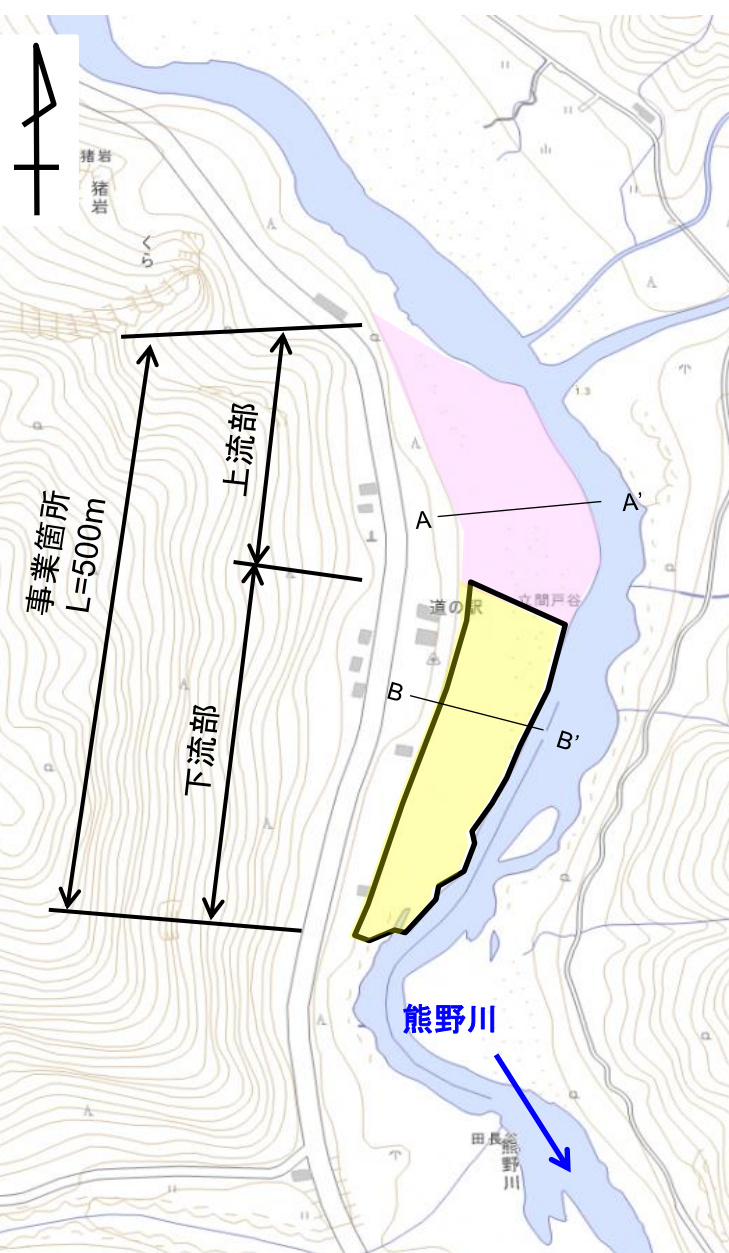 猪岩
猪岩
くら
上流部
事業箇所
L=500m
1.3
A
A'
道の駅
立間戸谷
B
B'
下流部
熊野川
田長谷
熊野川